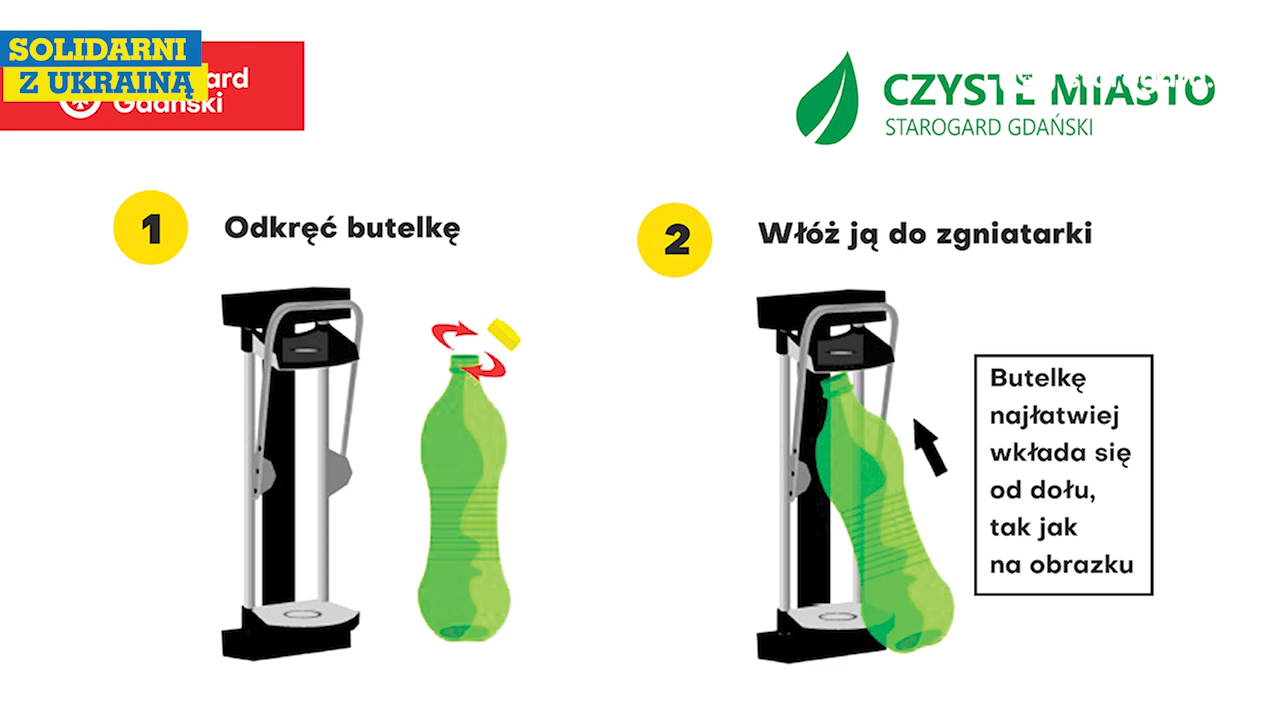 SOLIDARNI
Z UKRAINĄ
Gdański
CZYSTE MIASTO
STAROGARD GDAŃSKI
1
Odkręć butelkę
2
Włóż ją do zgniatarki
Butelkę
najłatwiej
wkłada się
od dołu,
tak jak
na obrazku